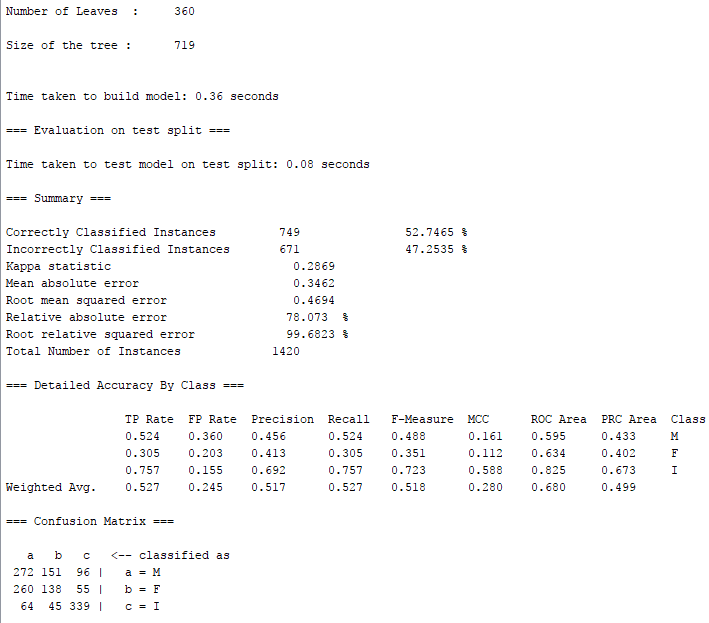 Number of Leaves  :     360
Size of the tree :      719
Time taken to build model: 0.36 seconds
=== Evaluation on test split ===
Time taken to test model on test split: 0.08 seconds
=== Summary ===
Correctly Classified Instances         749               52.7465 %
Incorrectly Classified Instances       671               47.2535 %
Kappa statistic                          0.2869
Mean absolute error                      0.3462
Root mean squared error                  0.4694
Relative absolute error                 78.073  %
Root relative squared error             99.6823 %
Total Number of Instances             1420
=== Detailed Accuracy By Class ===
                 TP Rate  FP Rate  Precision  Recall   F-Measure  MCC      ROC Area  PRC Area  Class
                 0.524    0.360    0.456      0.524    0.488      0.161    0.595     0.433     M
                 0.305    0.203    0.413      0.305    0.351      0.112    0.634     0.402     F
                 0.757    0.155    0.692      0.757    0.723      0.588    0.825     0.673     I
Weighted Avg.    0.527    0.245    0.517      0.527    0.518      0.280    0.680     0.499
=== Confusion Matrix ===
   a   b   c   <-- classified as
 272 151  96 |   a = M
 260 138  55 |   b = F
  64  45 339 |   c = I